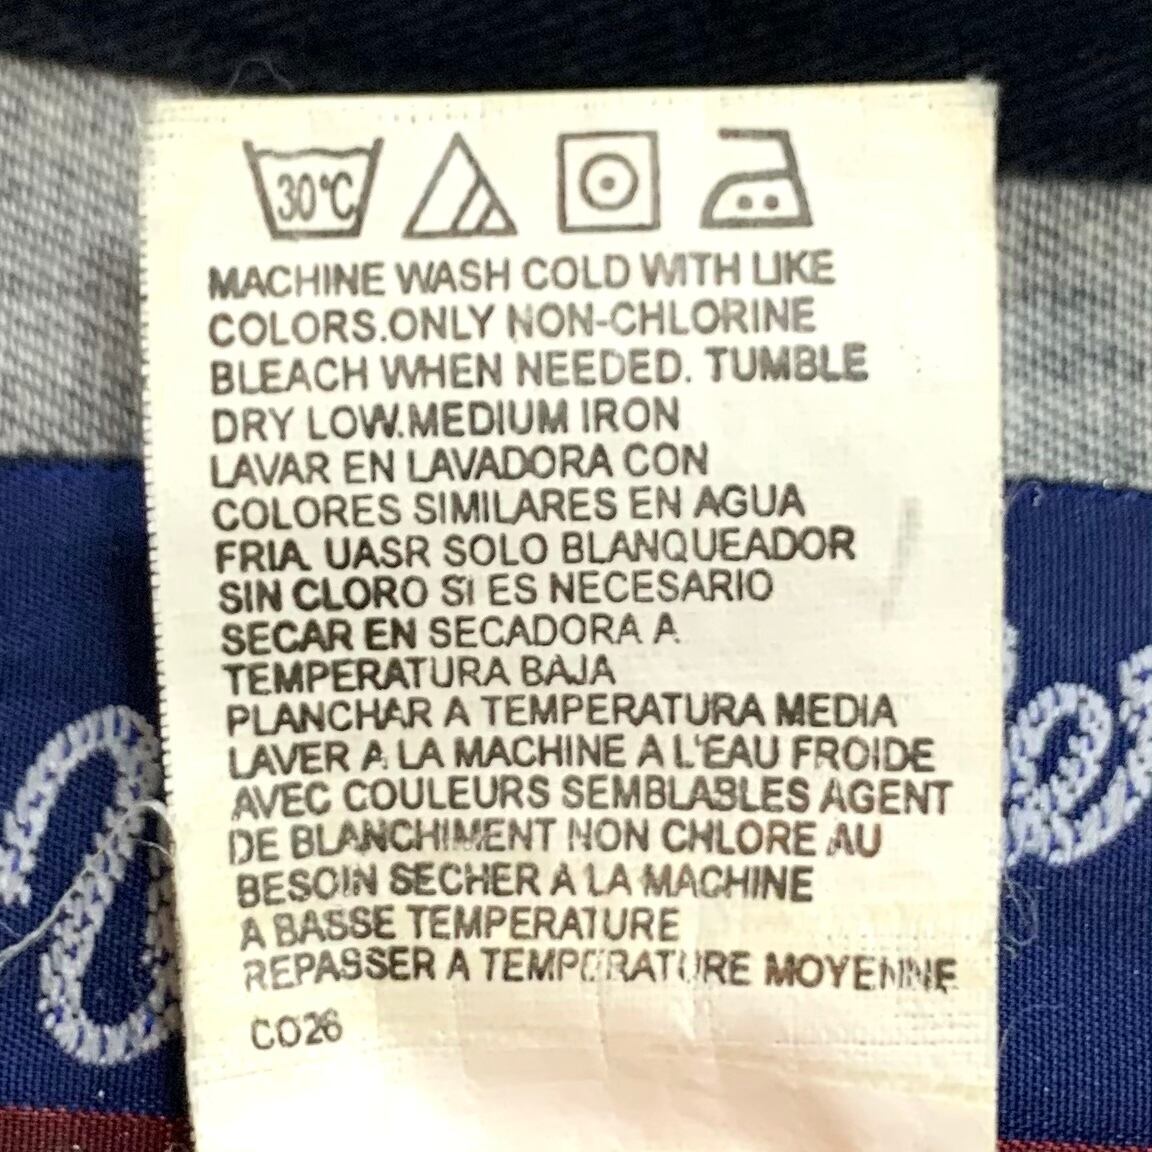 30°C
MACHINE WASH COLD WITH LIKE
COLORS.ONLY NON-CHLORINE
BLEACH WHEN NEEDED. TUMBLE
DRY LOW.MEDIUM IRON
LAVAR EN LAVADORA CON
COLORES SIMILARES EN AGUA
FRIA. UASR SOLO BLANQUEADOR
SIN CLORO SI ES NECESARIO
SECAR EN SECADORA A
TEMPERATURA BAJA
PLANCHAR A TEMPERATURA MEDIA
LAVER A LA MACHINE A L'EAU FROIDE
AVEC COULEURS SEMBLABLES AGENT
DE BLANCHIMENT NON CHLORE AU
BESOIN SECHER A LA MACHINE
A BASSE TEMPERATURE
REPASSER A TEMPERATURE MOYENNE
CO26